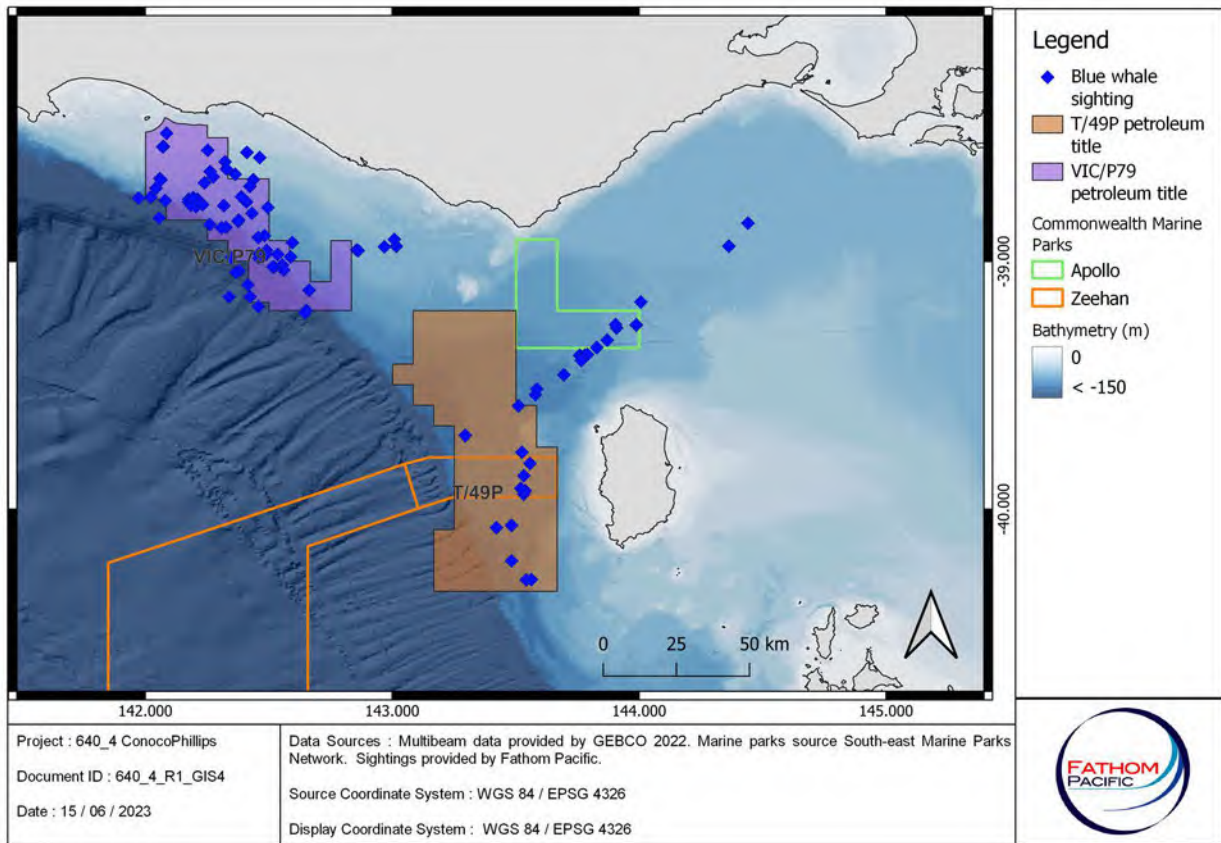 Legend
Blue whale
sighting
T/49P petroleum
title
VIC/P79
petroleum title
Commonwealth Marine
Parks
Apollo
Zeehan
Bathymetry (m)
0
< -150
VIC/P79
T/49P
-39.000
-40.000
0 25 50 km
142.000 143.000 144.000 145.000
Project : 640_4 ConocoPhillips
Document ID : 640_4_R1_GIS4
Date : 15 / 06 / 2023
Data Sources : Multibeam data provided by GEBCO 2022. Marine parks source South-east Marine Parks
Network. Sightings provided by Fathom Pacific.
Source Coordinate System : WGS 84 / EPSG 4326
Display Coordinate System : WGS 84 / EPSG 4326
FATHOM
PACIFIC